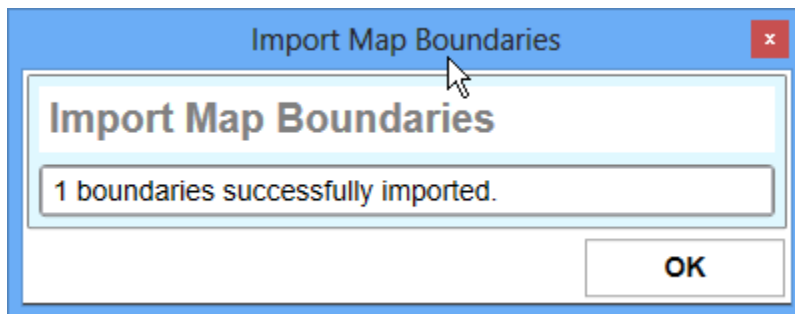 Import Map Boundaries
x
Import Map Boundaries
1 boundaries successfully imported.
OK